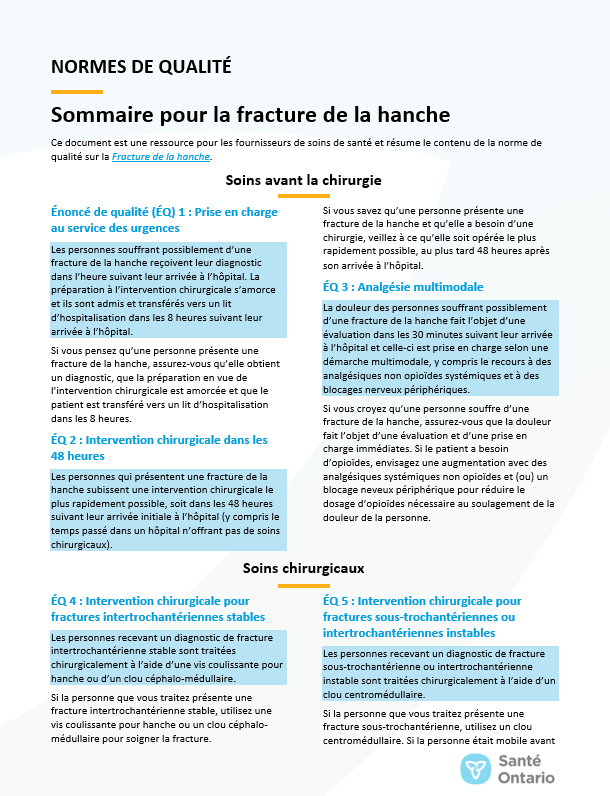 NORMES DE QUALITÉ
Sommaire pour la fracture de la hanche
Ce document est une ressource pour les fournisseurs de soins de santé et résume le contenu de la norme de
qualité sur la Fracture de la hanche.
Soins avant la chirurgie
Énoncé de qualité (ÉQ) 1 : Prise en charge
au service des urgences
Les personnes souffrant possiblement d’une
fracture de la hanche reçoivent leur diagnostic
dans l’heure suivant leur arrivée à l’hôpital. La
préparation à l’intervention chirurgicale s’amorce
et ils sont admis et transférés vers un lit
d’hospitalisation dans les 8 heures suivant leur
arrivée à l’hôpital.
Si vous pensez qu’une personne présente une
fracture de la hanche, assurez-vous qu’elle obtient
un diagnostic, que la préparation en vue de
l’intervention chirurgicale est amorcée et que le
patient est transféré vers un lit d’hospitalisation
dans les 8 heures.
ÉQ 2 : Intervention chirurgicale dans les
48 heures
Les personnes qui présentent une fracture de la
hanche subissent une intervention chirurgicale le
plus rapidement possible, soit dans les 48 heures
suivant leur arrivée initiale à l’hôpital (y compris le
temps passé dans un hôpital n’offrant pas de soins
chirurgicaux).
Si vous savez qu’une personne présente une
fracture de la hanche et qu’elle a besoin d’une
chirurgie, veillez à ce qu’elle soit opérée le plus
rapidement possible, au plus tard 48 heures après
son arrivée à l’hôpital.
ÉQ 3 : Analgésie multimodale
La douleur des personnes souffrant possiblement
d’une fracture de la hanche fait l’objet d’une
évaluation dans les 30 minutes suivant leur arrivée
à l’hôpital et celle-ci est prise en charge selon une
démarche multimodale, y compris le recours à des
analgésiques non opioïdes systémiques et à des
blocages nerveux périphériques.
Si vous croyez qu’une personne souffre d’une
fracture de la hanche, assurez-vous que la douleur
fait l’objet d’une évaluation et d’une prise en
charge immédiates. Si le patient a besoin
d’opioïdes, envisagez une augmentation avec des
analgésiques systémiques non opioïdes et (ou) un
blocage neveux périphérique pour réduire le
dosage d’opioïdes nécessaire au soulagement de la
douleur de la personne.
Soins chirurgicaux
ÉQ 4 : Intervention chirurgicale pour
fractures intertrochantériennes stables
Les personnes recevant un diagnostic de fracture
intertrochantérienne stable sont traitées
chirurgicalement à l’aide d’une vis coulissante pour
hanche ou d’un clou céphalo-médullaire.
Si la personne que vous traitez présente une
fracture intertrochantérienne stable, utilisez une
vis coulissante pour hanche ou un clou céphalo-
médullaire pour soigner la fracture.
ÉQ 5 : Intervention chirurgicale pour
fractures sous-trochantériennes ou
intertrochantériennes instables
Les personnes recevant un diagnostic de fracture
sous-trochantérienne ou intertrochantérienne
instable sont traitées chirurgicalement à l’aide d’un
clou centromédullaire.
Si la personne que vous traitez présente une
fracture sous-trochantérienne, utilisez un clou
centromédullaire. Si la personne était mobile avant
Santé
Ontario